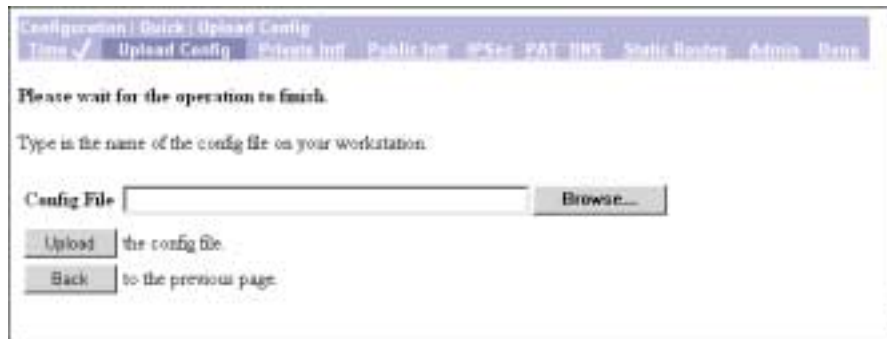 Configuration | Quick | Upload Config
Time Upload Config Private Intf Public Intf IPSec PAT DNS Static Routes Admin Done
Please wait for the operation to finish.
Type in the name of the config file on your workstation.
Config File Browse...
Upload the config file.
Back to the previous page.